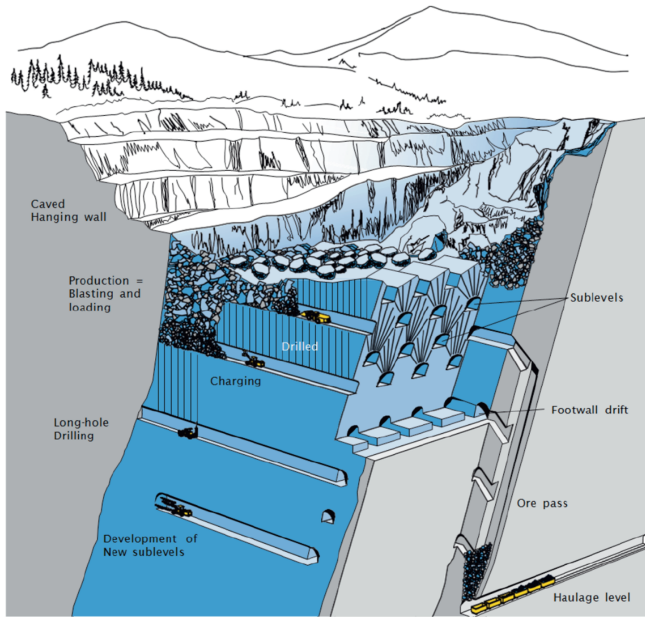 Caved
Hanging wall
Production =
Blasting and
loading
Sublevels
Drilled
Charging
Long-hole
Drilling
Footwall drift
Ore pass
Development of
New sublevels
Haulage level